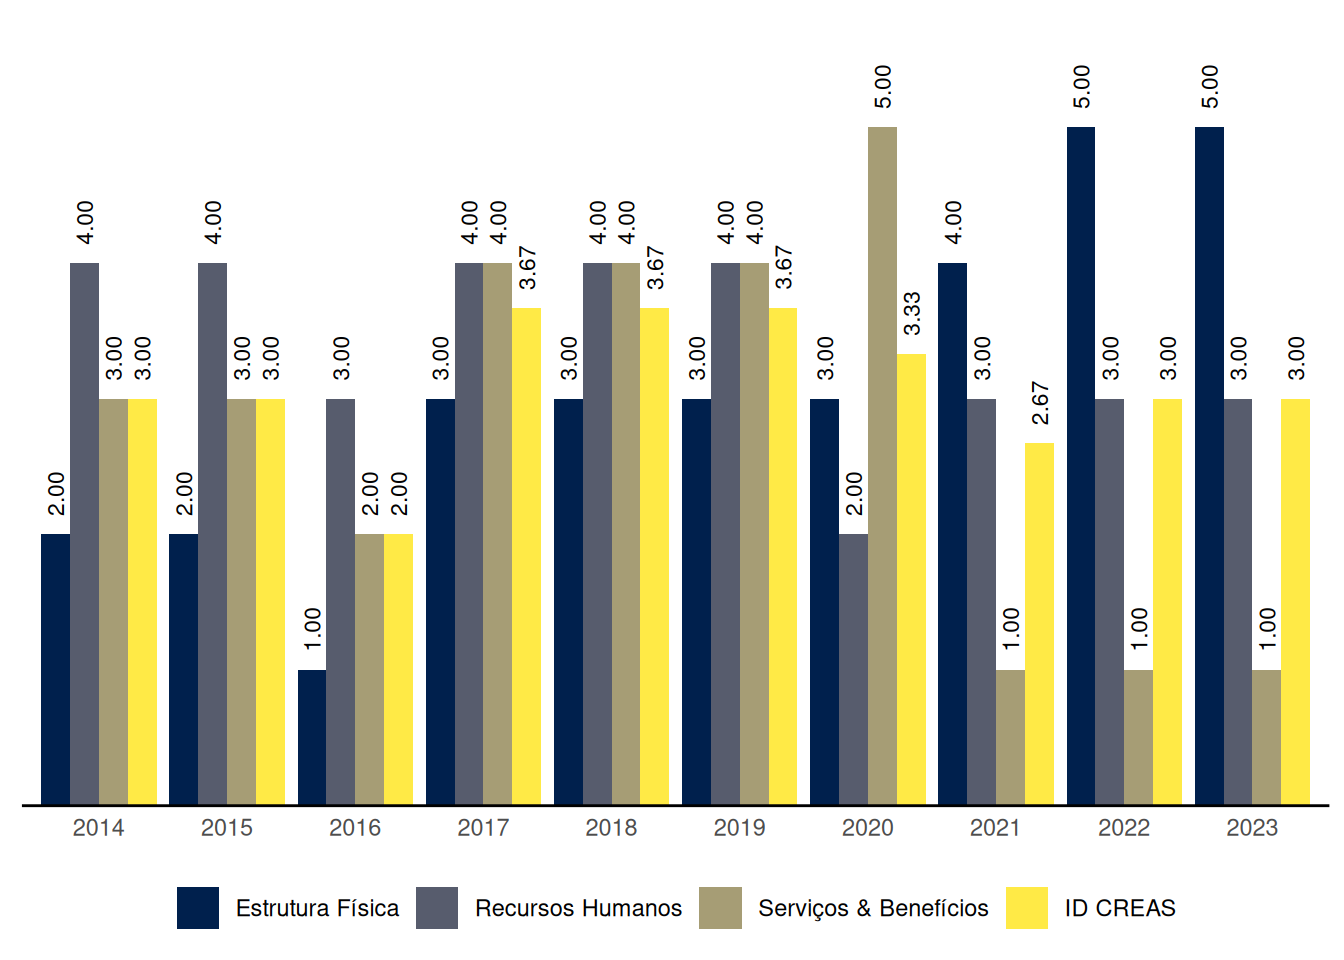 5.00 5.00 5.00
4.00 4.00 4.00 4.00 4.00 4.00 4.00 4.00 4.00
3.67 3.67 3.67
3.33
3.00 3.00 3.00 3.00 3.00 3.00 3.00 3.00 3.00 3.00 3.00 3.00 3.00 3.00
2.67
2.00 2.00 2.00 2.00 2.00
1.00 1.00 1.00 1.00
2014 2015 2016 2017 2018 2019 2020 2021 2022 2023
Estrutura Física Recursos Humanos Serviços & Benefícios ID CREAS